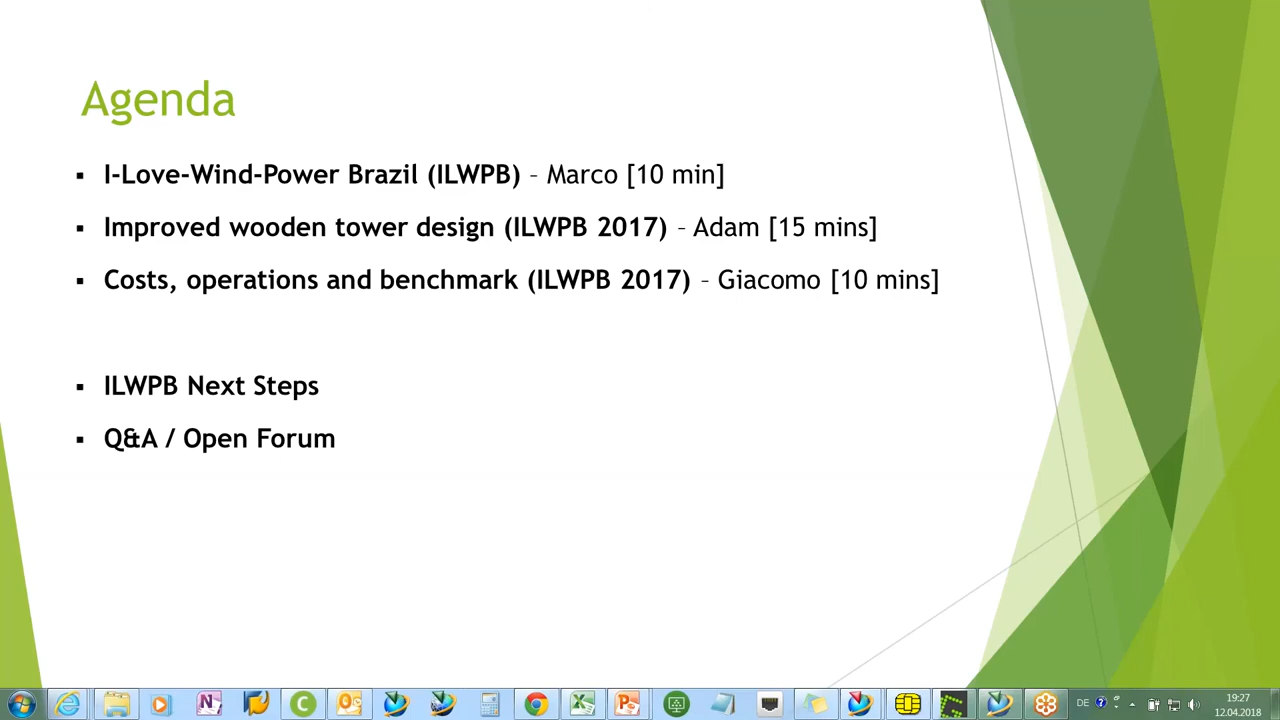 Agenda
▪ I-Love-Wind-Power Brazil (ILWPB) – Marco [10 min]
▪ Improved wooden tower design (ILWPB 2017) – Adam [15 mins]
▪ Costs, operations and benchmark (ILWPB 2017) – Giacomo [10 mins]
▪ ILWPB Next Steps
▪ Q&A / Open Forum
DE
19:27
12.04.2018